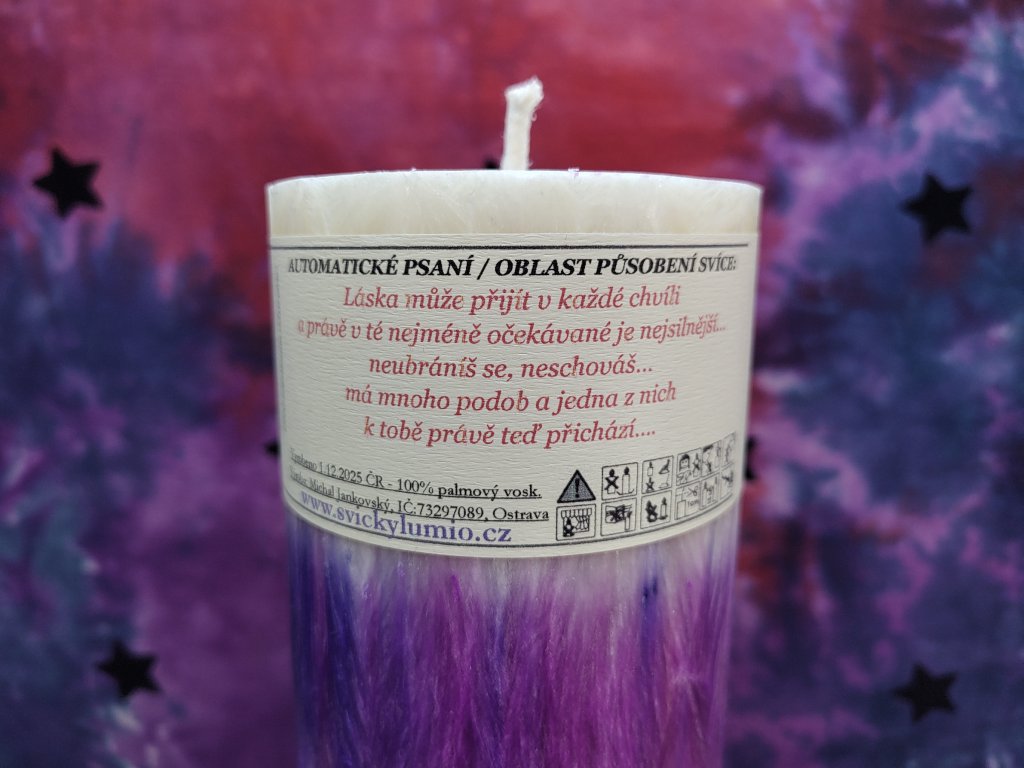 AUTOMATICKÉ PSANÍ / OBLAST PŮSOBENÍ SVÍCE:
Láska může přijít v každé chvíli
a právě v té nejméně očekávané je nejsilnější...
neubráníš se, neschováš...
má mnoho podob a jedna z nich
k tobě právě teď přichází....
1.12.2025 ČR - 100% palmový vosk.
Michal Jankovský, IČ:73297089, Ostrava
www.svickylumio.cz